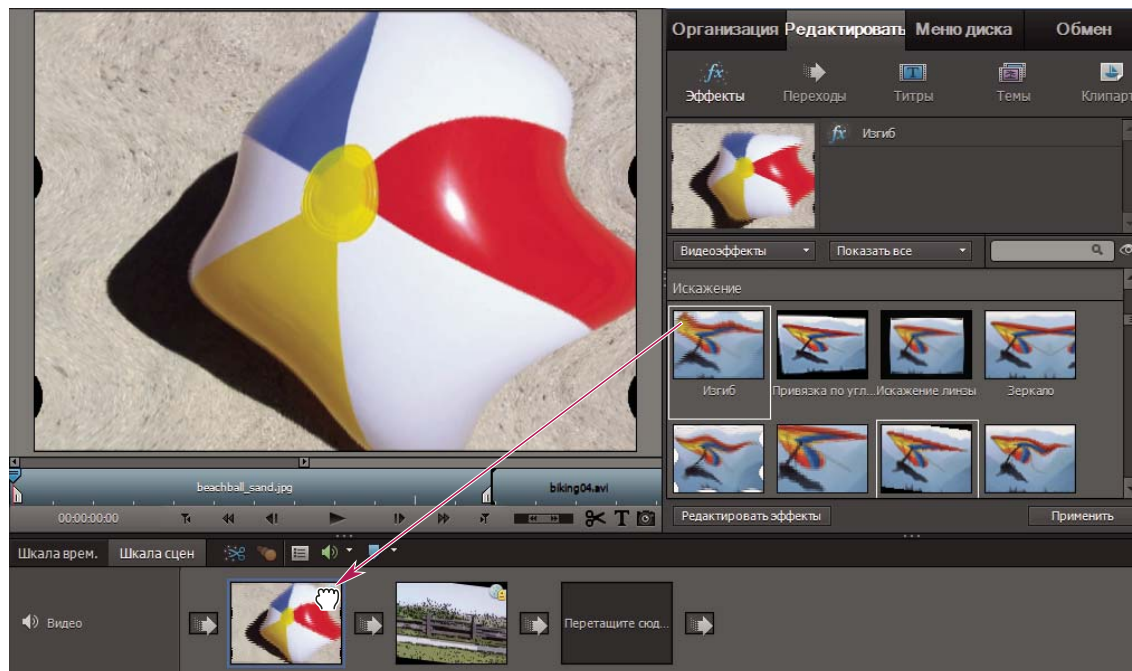 Организация Редактировать Меню диска Обмен
fx
Эффекты Переходы Титры Темы Клипарт
fx Изгиб
Видеоэффекты Показать все
Искажение
Изгиб Привязка по угл... Искажение линзы Зеркало
beachball_sand.jpg biking04.avi
00:00:00:00
T
Редактировать эффекты Применить
Шкала врем. Шкала сцен
Видео Перетащите сюд...